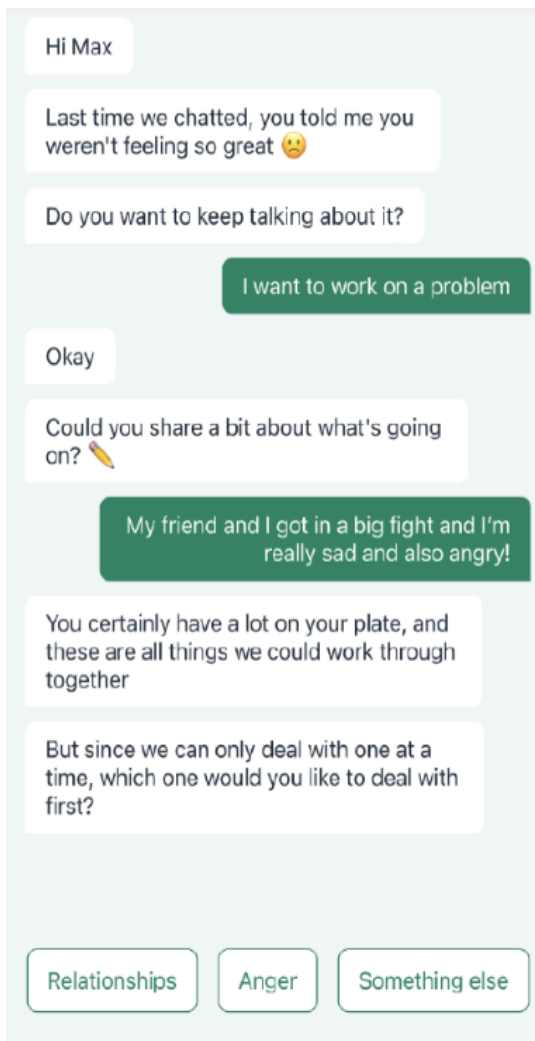 Hi Max
Last time we chatted, you told me you
weren't feeling so great 🙁
Do you want to keep talking about it?
I want to work on a problem
Okay
Could you share a bit about what's going
on? ✏️
My friend and I got in a big fight and I’m
really sad and also angry!
You certainly have a lot on your plate, and
these are all things we could work through
together
But since we can only deal with one at a
time, which one would you like to deal with
first?
Relationships
Anger
Something else